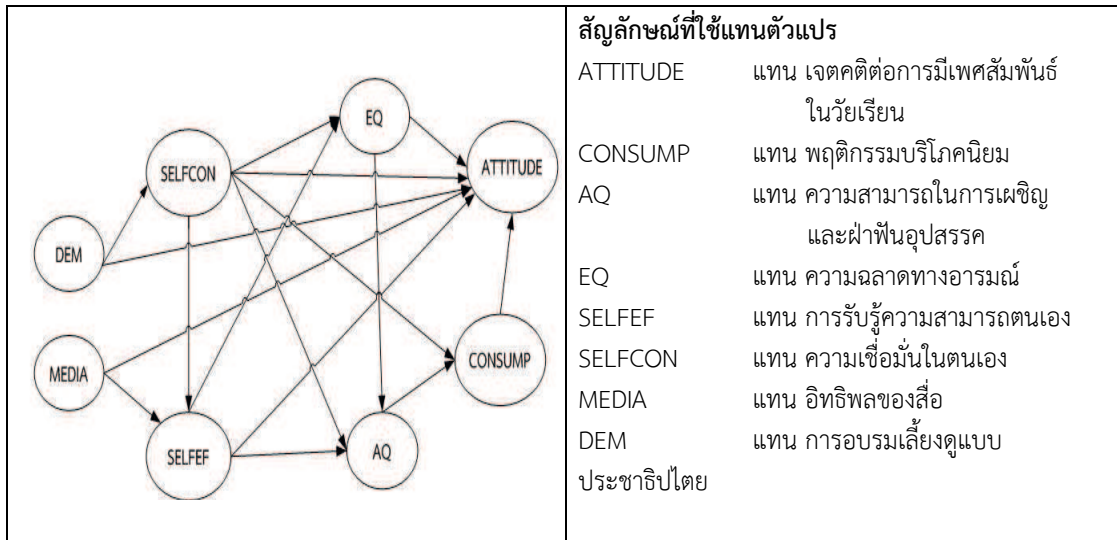 EQ
ATTITUDE
SELFCON
DEM
MEDIA
CONSUMP
SELFEF
AQ
สัญลักษณ์ที่ใช้แทนตัวแปร
ATTITUDE แทน เจตคติต่อการมีเพศสัมพันธ์
ในวัยเรียน
CONSUMP แทน พฤติกรรมบริโภคนิยม
AQ แทน ความสามารถในการเผชิญ
และฝ่าฟันอุปสรรค
EQ แทน ความฉลาดทางอารมณ์
SELFEF แทน การรับรู้ความสามารถตนเอง
SELFCON แทน ความเชื่อมั่นในตนเอง
MEDIA แทน อิทธิพลของสื่อ
DEM แทน การอบรมเลี้ยงดูแบบ
ประชาธิปไตย